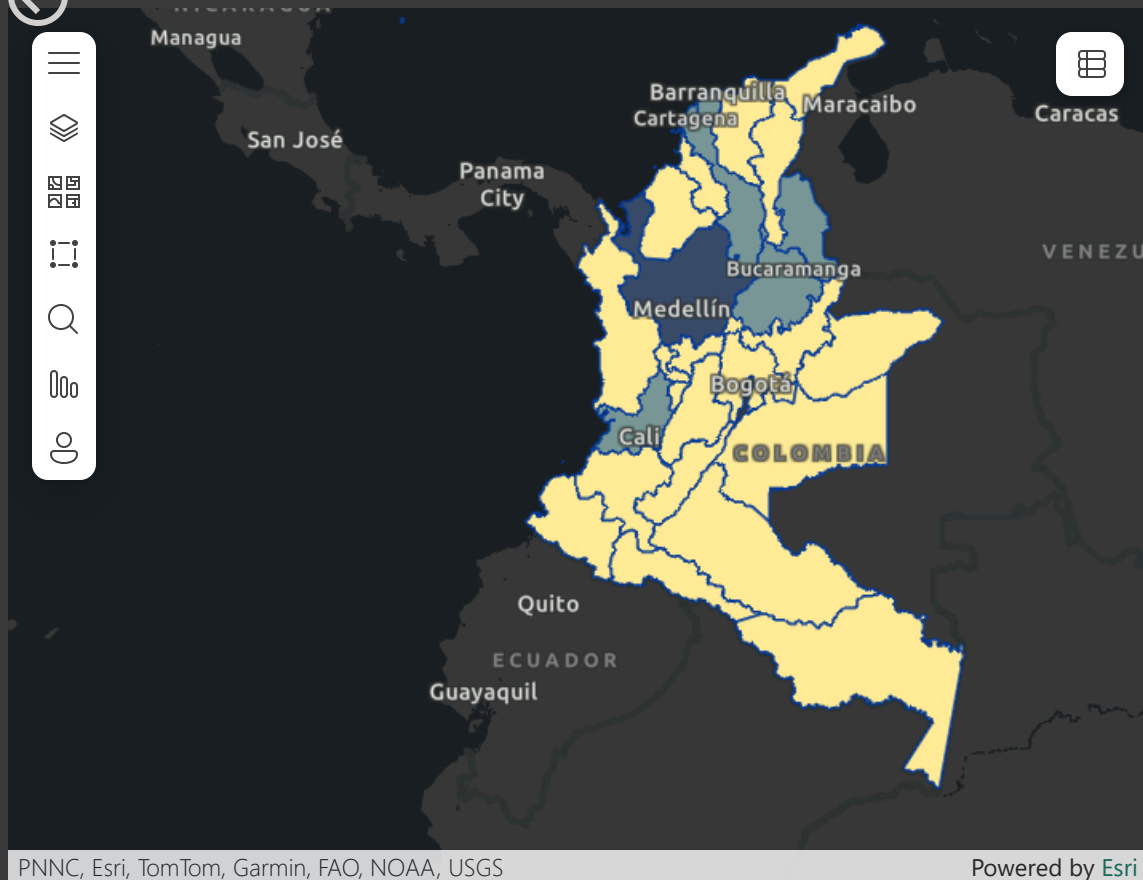 NICARAGUA
Managua
Barranquilla
Maracaibo
Cartagena
Caracas
San José
Panama
City
VENEZU
Bucaramanga
Medellín
Bogotá
Cali
COLOMBIA
Quito
ECUADOR
Guayaquil
PNNC, Esri, TomTom, Garmin, FAO, NOAA, USGS
Powered by Esri